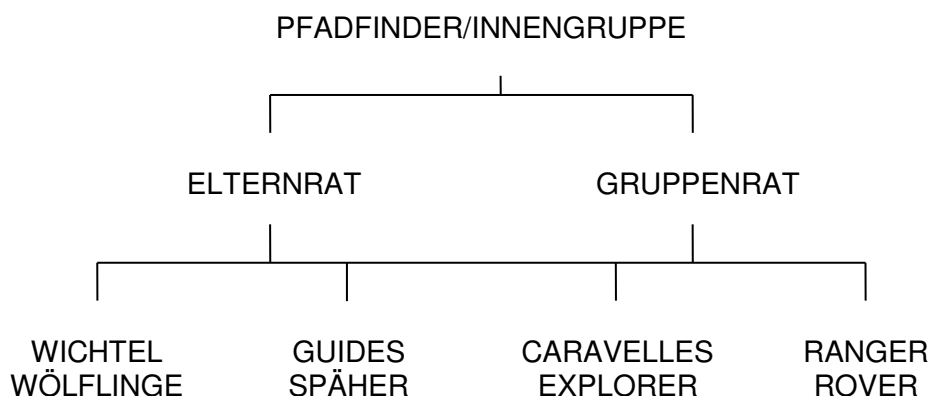 PFADFINDER/INNENGRUPPE
ELTERNRAT GRUPPENRAT
WICHTEL GUIDES CARAVELLES RANGER
WÖLFLINGE SPÄHER EXPLORER ROVER